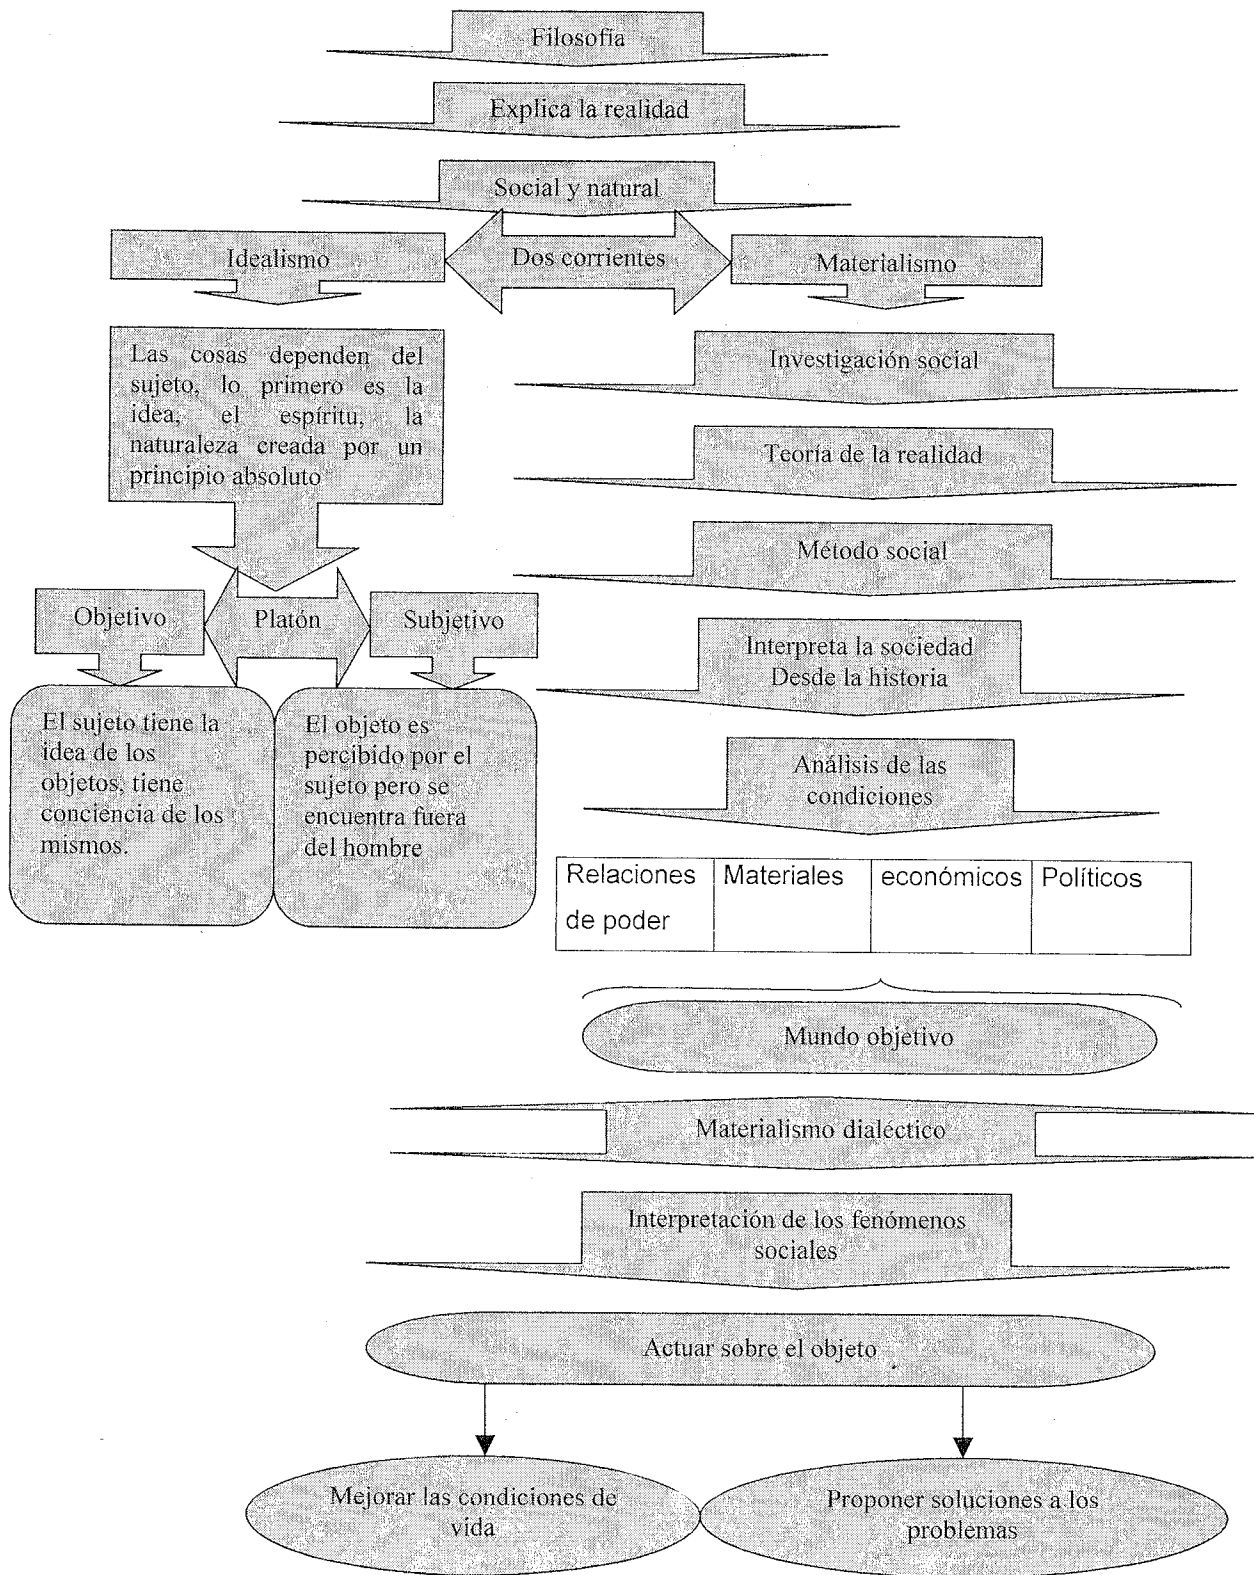 Filosofía
Explica la realidad
Social y natural
Idealismo
Dos corrientes
Materialismo
Las cosas dependen del
sujeto, lo primero es la
idea, el espíritu, la
naturaleza creada por un
principio absoluto
Objetivo
Platón
Subjetivo
El sujeto tiene la
idea de los
objetos, tiene
conciencia de los
mismos.
El objeto es
percibido por el
sujeto pero se
encuentra fuera
del hombre
Investigación social
Teoría de la realidad
Método social
Interpreta la sociedad
Desde la historia
Análisis de las
condiciones
Relaciones
de poder
Materiales
económicos
Políticos
Mundo objetivo
Materialismo dialéctico
Interpretación de los fenómenos
sociales
Actuar sobre el objeto
Mejorar las condiciones de
vida
Proponer soluciones a los
problemas